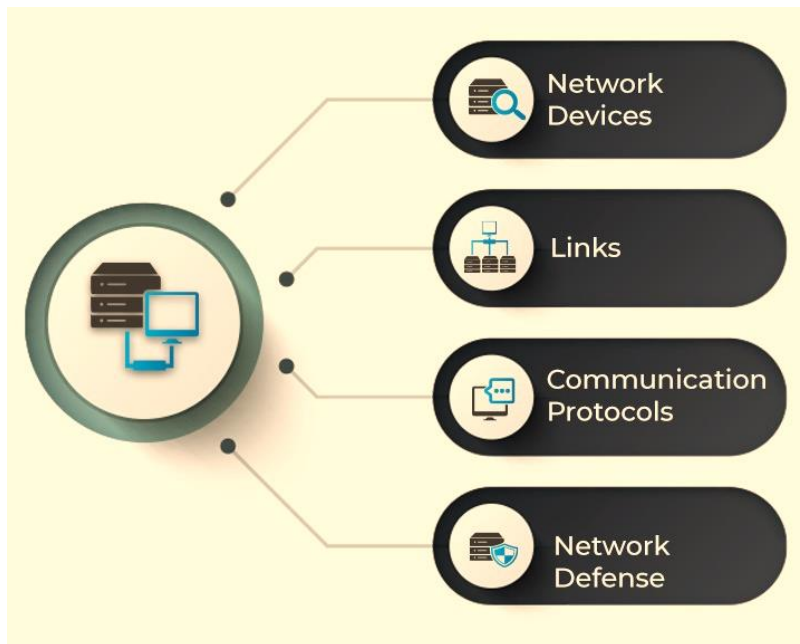 Network
Devices
Links
Communication
Protocols
Network
Defense